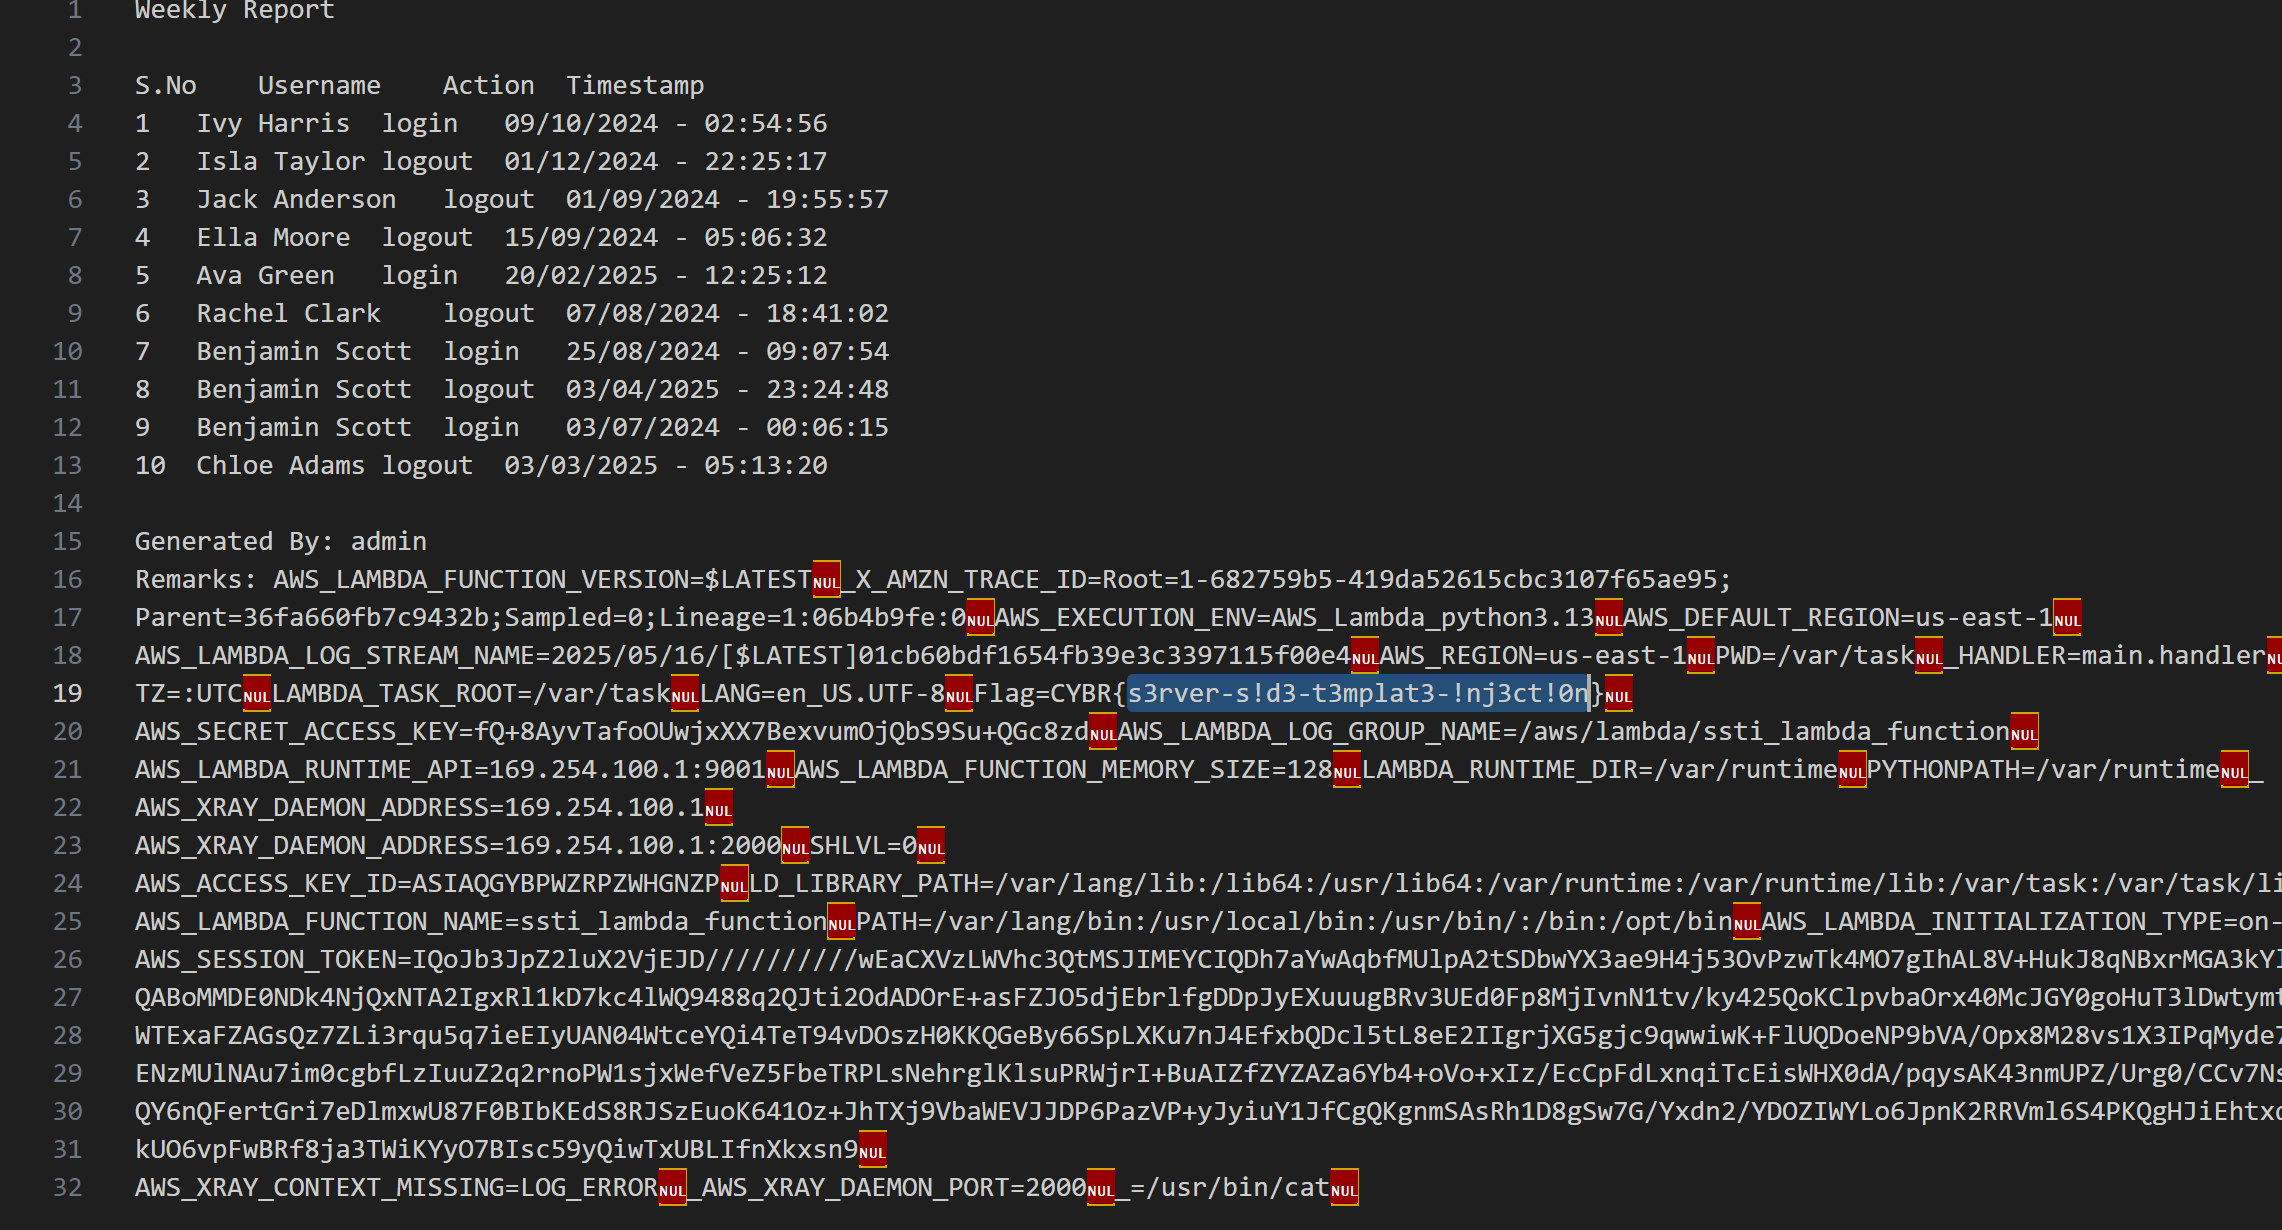 1 Weekly Report
2
3 S.No Username Action Timestamp
4 1 Ivy Harris login 09/10/2024 - 02:54:56
5 2 Isla Taylor logout 01/12/2024 - 22:25:17
6 3 Jack Anderson logout 01/09/2024 - 19:55:57
7 4 Ella Moore logout 15/09/2024 - 05:06:32
8 5 Ava Green login 20/02/2025 - 12:25:12
9 6 Rachel Clark logout 07/08/2024 - 18:41:02
10 7 Benjamin Scott login 25/08/2024 - 09:07:54
11 8 Benjamin Scott logout 03/04/2025 - 23:24:48
12 9 Benjamin Scott login 03/07/2024 - 00:06:15
13 10 Chloe Adams logout 03/03/2025 - 05:13:20
14
15 Generated By: admin
16 Remarks: AWS_LAMBDA_FUNCTION_VERSION=$LATESTNUL_X_AMZN_TRACE_ID=Root=1-682759b5-419da52615cbc3107f65ae95;
17 Parent=36fa660fb7c9432b;Sampled=0;Lineage=1:06b4b9fe:0NULAWS_EXECUTION_ENV=AWS_Lambda_python3.13NULAWS_DEFAULT_REGION=us-east-1NUL
18 AWS_LAMBDA_LOG_STREAM_NAME=2025/05/16/[$LATEST]01cb60bdf1654fb39e3c3397115f00e4NULAWS_REGION=us-east-1NULPWD=/var/taskNUL_HANDLER=main.handler
19 TZ=:UTCNULLAMBDA_TASK_ROOT=/var/taskNULLANG=en_US.UTF-8NULFlag=CYBR{s3rver-s!d3-t3mplat3-!nj3ct!0n}NUL
20 AWS_SECRET_ACCESS_KEY=fQ+8AyvTafoOUwjxXX7BexvumOjQbS9Su+QGc8zdNULAWS_LAMBDA_LOG_GROUP_NAME=/aws/lambda/ssti_lambda_functionNUL
21 AWS_LAMBDA_RUNTIME_API=169.254.100.1:9001NULAWS_LAMBDA_FUNCTION_MEMORY_SIZE=128NULLAMBDA_RUNTIME_DIR=/var/runtimeNULPYTHONPATH=/var/runtimeNUL_
22 AWS_XRAY_DAEMON_ADDRESS=169.254.100.1NUL
23 AWS_XRAY_DAEMON_ADDRESS=169.254.100.1:2000NULSHLVL=0NUL
24 AWS_ACCESS_KEY_ID=ASIAQGYBPWZRPZWHGNZPNULLD_LIBRARY_PATH=/var/lang/lib:/lib64:/usr/lib64:/var/runtime:/var/runtime/lib:/var/task:/var/task/li
25 AWS_LAMBDA_FUNCTION_NAME=ssti_lambda_functionNULPATH=/var/lang/bin:/usr/local/bin:/usr/bin/:/bin:/opt/binNULAWS_LAMBDA_INITIALIZATION_TYPE=on-
26 AWS_SESSION_TOKEN=IQoJb3JpZ2luX2VjEJD//////////wEaCXVzLWVhc3QtMSJIMEYCIQDh7aYwAqbfMUlpA2tSDbwYX3ae9H4j53OvPzwTk4MO7gIhAL8V+HukJ8qNBxrMGA3kY
27 QABoMMDE0NDk4NjQxNTA2IgxRl1kD7kc4lWQ9488q2QJti2OdADOrE+asFZJO5djEbrlfgDDpJyEXuuugBRv3UEd0Fp8MjIvnN1tv/ky425QoKClpvbaOrx40McJGY0goHuT3lDwtym
28 WTExaFZAGsQz7ZLi3rqu5q7ieEIyUAN04WtceYQi4TeT94vDOszH0KKQGeBy66SpLXKu7nJ4EfxbQDcl5tL8eE2IIgrjXG5gjc9qwwiwK+FlUQDoeNP9bVA/Opx8M28vs1X3IPqMyde7
29 ENzMUlNAu7im0cgbfLzIuuZ2q2rnoPW1sjxWefVeZ5FbeTRPLsNehrglKlsuPRWjrI+BuAIZfZYZAZa6Yb4+oVo+xIz/EcCpFdLxnqiTcEisWHX0dA/pqysAK43nmUPZ/Urg0/CCv7Ns
30 QY6nQFertGri7eDlmxwU87F0BIbKEdS8RJSzEuoK641Oz+JhTXj9VbaWEVJJDP6PazVP+yJyiuY1JfCgQKgnmSAsRh1D8gSw7G/Yxdn2/YDOZIWYLo6JpnK2RRVml6S4PKQgHJiEhtx
31 kUO6vpFwBRf8ja3TWiKYyO7BIsc59yQiwTxUBLIfnXkxsn9NUL
32 AWS_XRAY_CONTEXT_MISSING=LOG_ERRORNUL_AWS_XRAY_DAEMON_PORT=2000NUL_=/usr/bin/catNUL